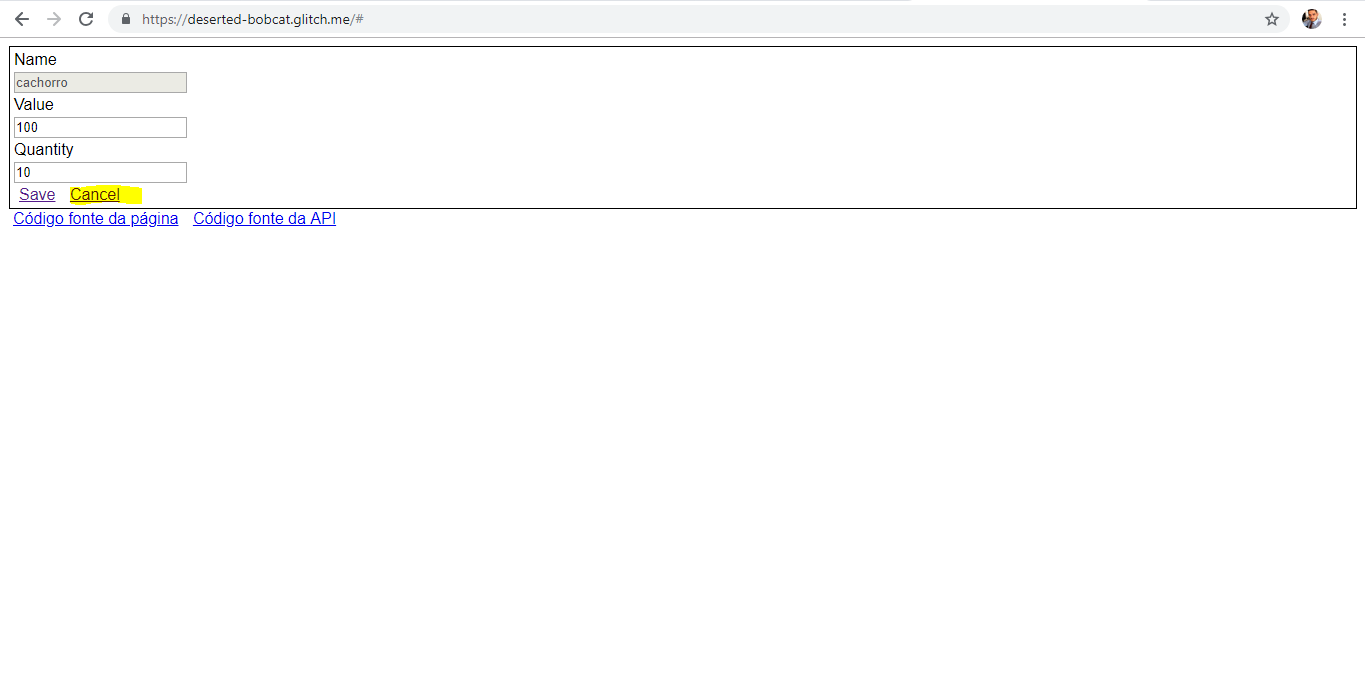 https://deserted-bobcat.glitch.me/#
Name
cachorro
Value
100
Quantity
10
Save Cancel
Código fonte da página Código fonte da API